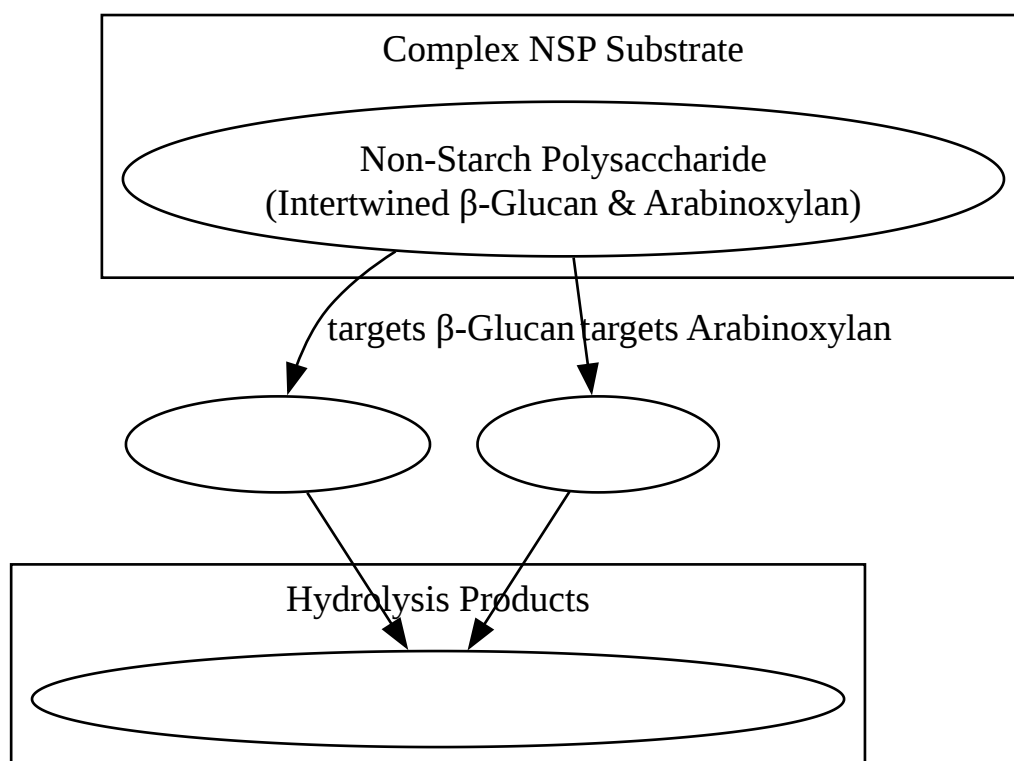 Complex NSP Substrate
Non-Starch Polysaccharide
(Intertwined β-Glucan & Arabinoxylan)
targets β-Glucan
targets Arabinoxylan
Hydrolysis Products